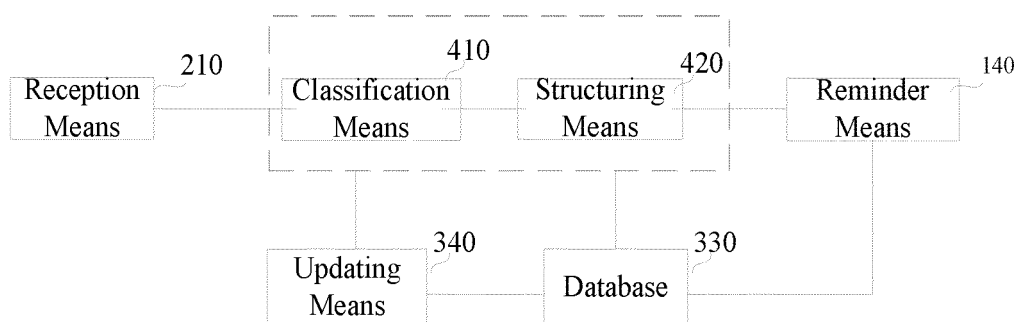 210
Reception
Means
410
Classification
Means
420
Structuring
Means
140
Reminder
Means
340
Updating
Means
330
Database